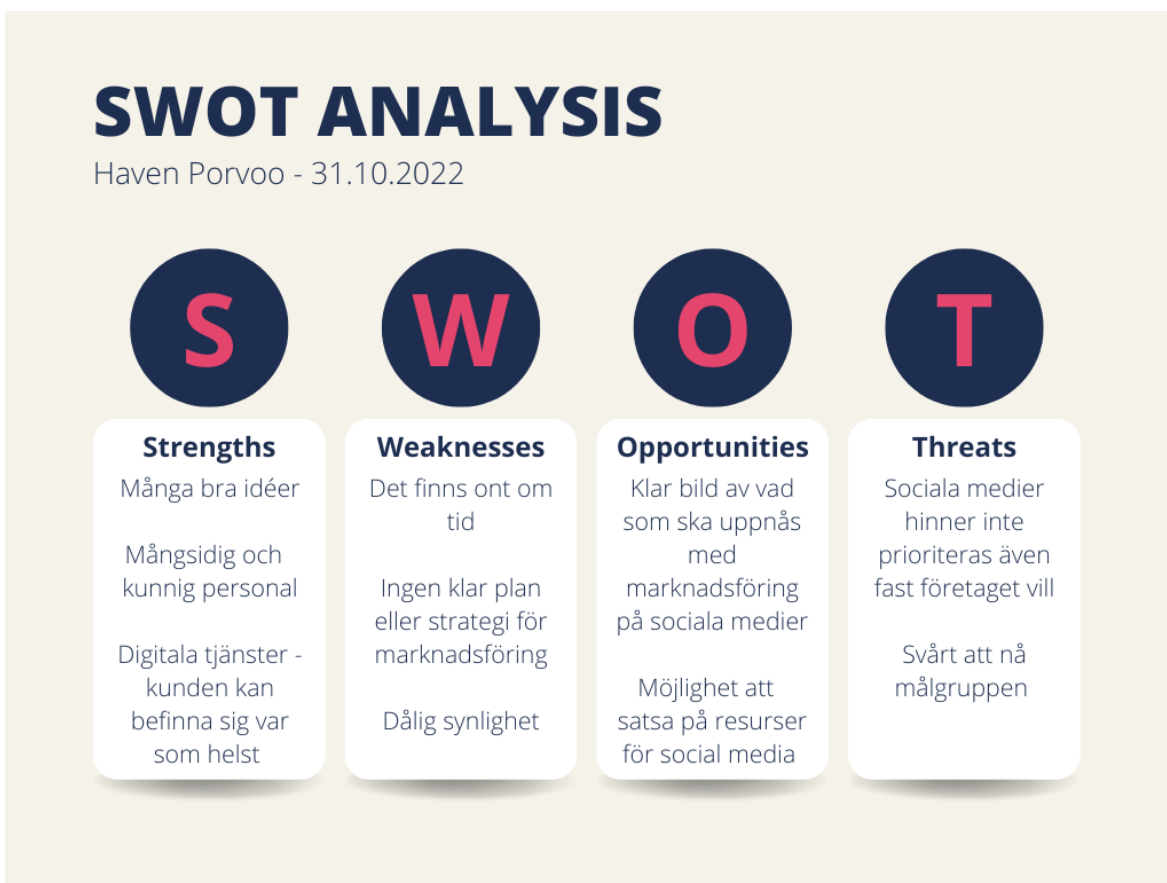 SWOT ANALYSIS
Haven Porvoo - 31.10.2022
S
W
O
T
Strengths
Många bra idéer
Mångsidig och
kunnig personal
Digitala tjänster -
kunden kan
befinna sig var
som helst
Weaknesses
Det finns ont om
tid
Ingen klar plan
eller strategi för
marknadsföring
Dålig synlighet
Opportunities
Klar bild av vad
som ska uppnås
med
marknadsföring
på sociala medier
Möjlighet att
satsa på resurser
för social media
Threats
Sociala medier
hinner inte
prioriteras även
fast företaget vill
Svårt att nå
målgruppen